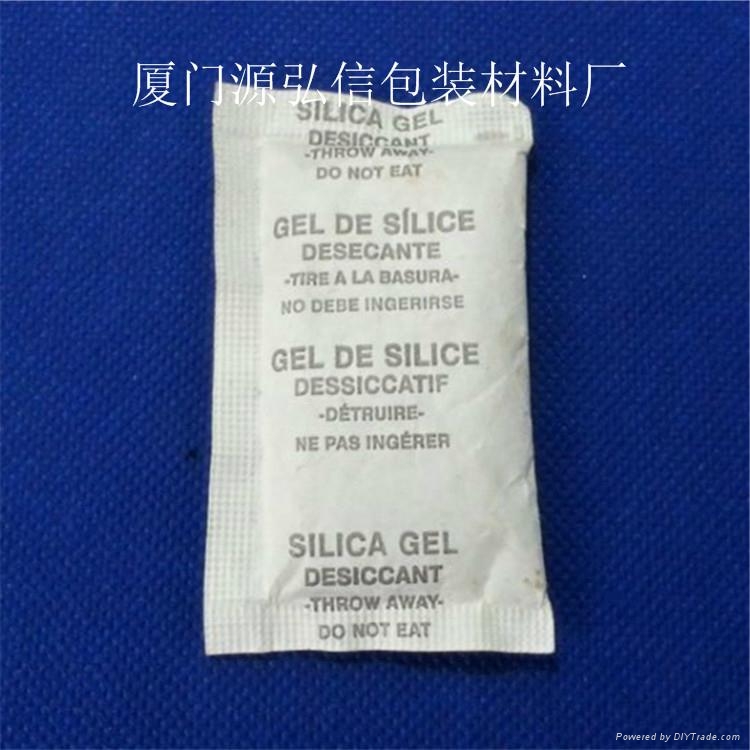 厦门源弘信包装材料厂
SILICA GEL
DESICCANT
-THROW AWAY-
DO NOT EAT
GEL DE SÍLICE
DESECANTE
-TIRE A LA BASURA-
NO DEBE INGERIRSE
GEL DE SILICE
DESSICCATIF
-DÉTRUIRE-
NE PAS INGÉRER
SILICA GEL
DESICCANT
-THROW AWAY-
DO NOT EAT
Powered by DIYTrade.com